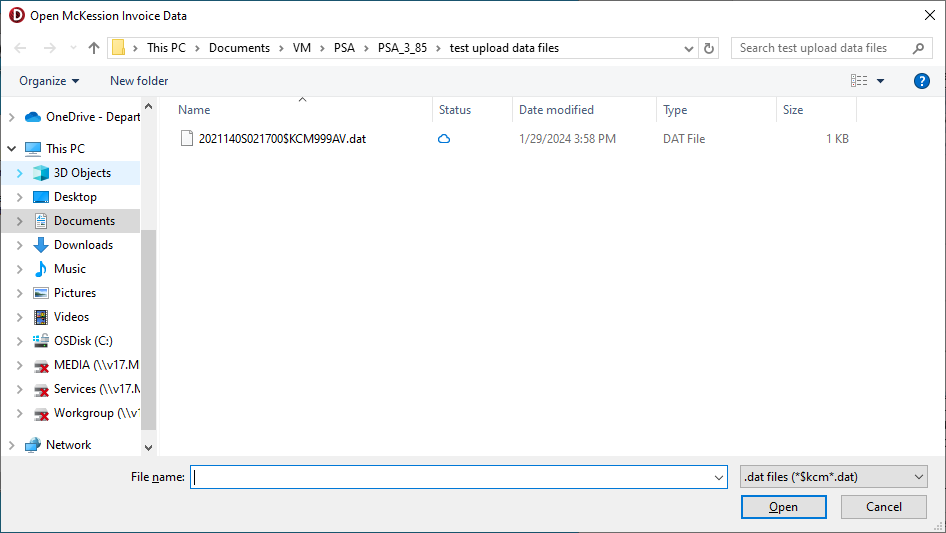 Open McKession Invoice Data
This PC > Documents > VM > PSA > PSA_3_85 > test upload data files
Search test upload data files
Organize
New folder
Name
Status
Date modified
Type
Size
2021140S021700$KCM999AV.dat
1/29/2024 3:58 PM
DAT File
1 KB
OneDrive - Depart
This PC
3D Objects
Desktop
Documents
Downloads
Music
Pictures
Videos
OSDisk (C:)
MEDIA (\\v17.M
Services (\\v17.M
Workgroup (\\v1
Network
File name:
.dat files (*$kcm*.dat)
Open
Cancel